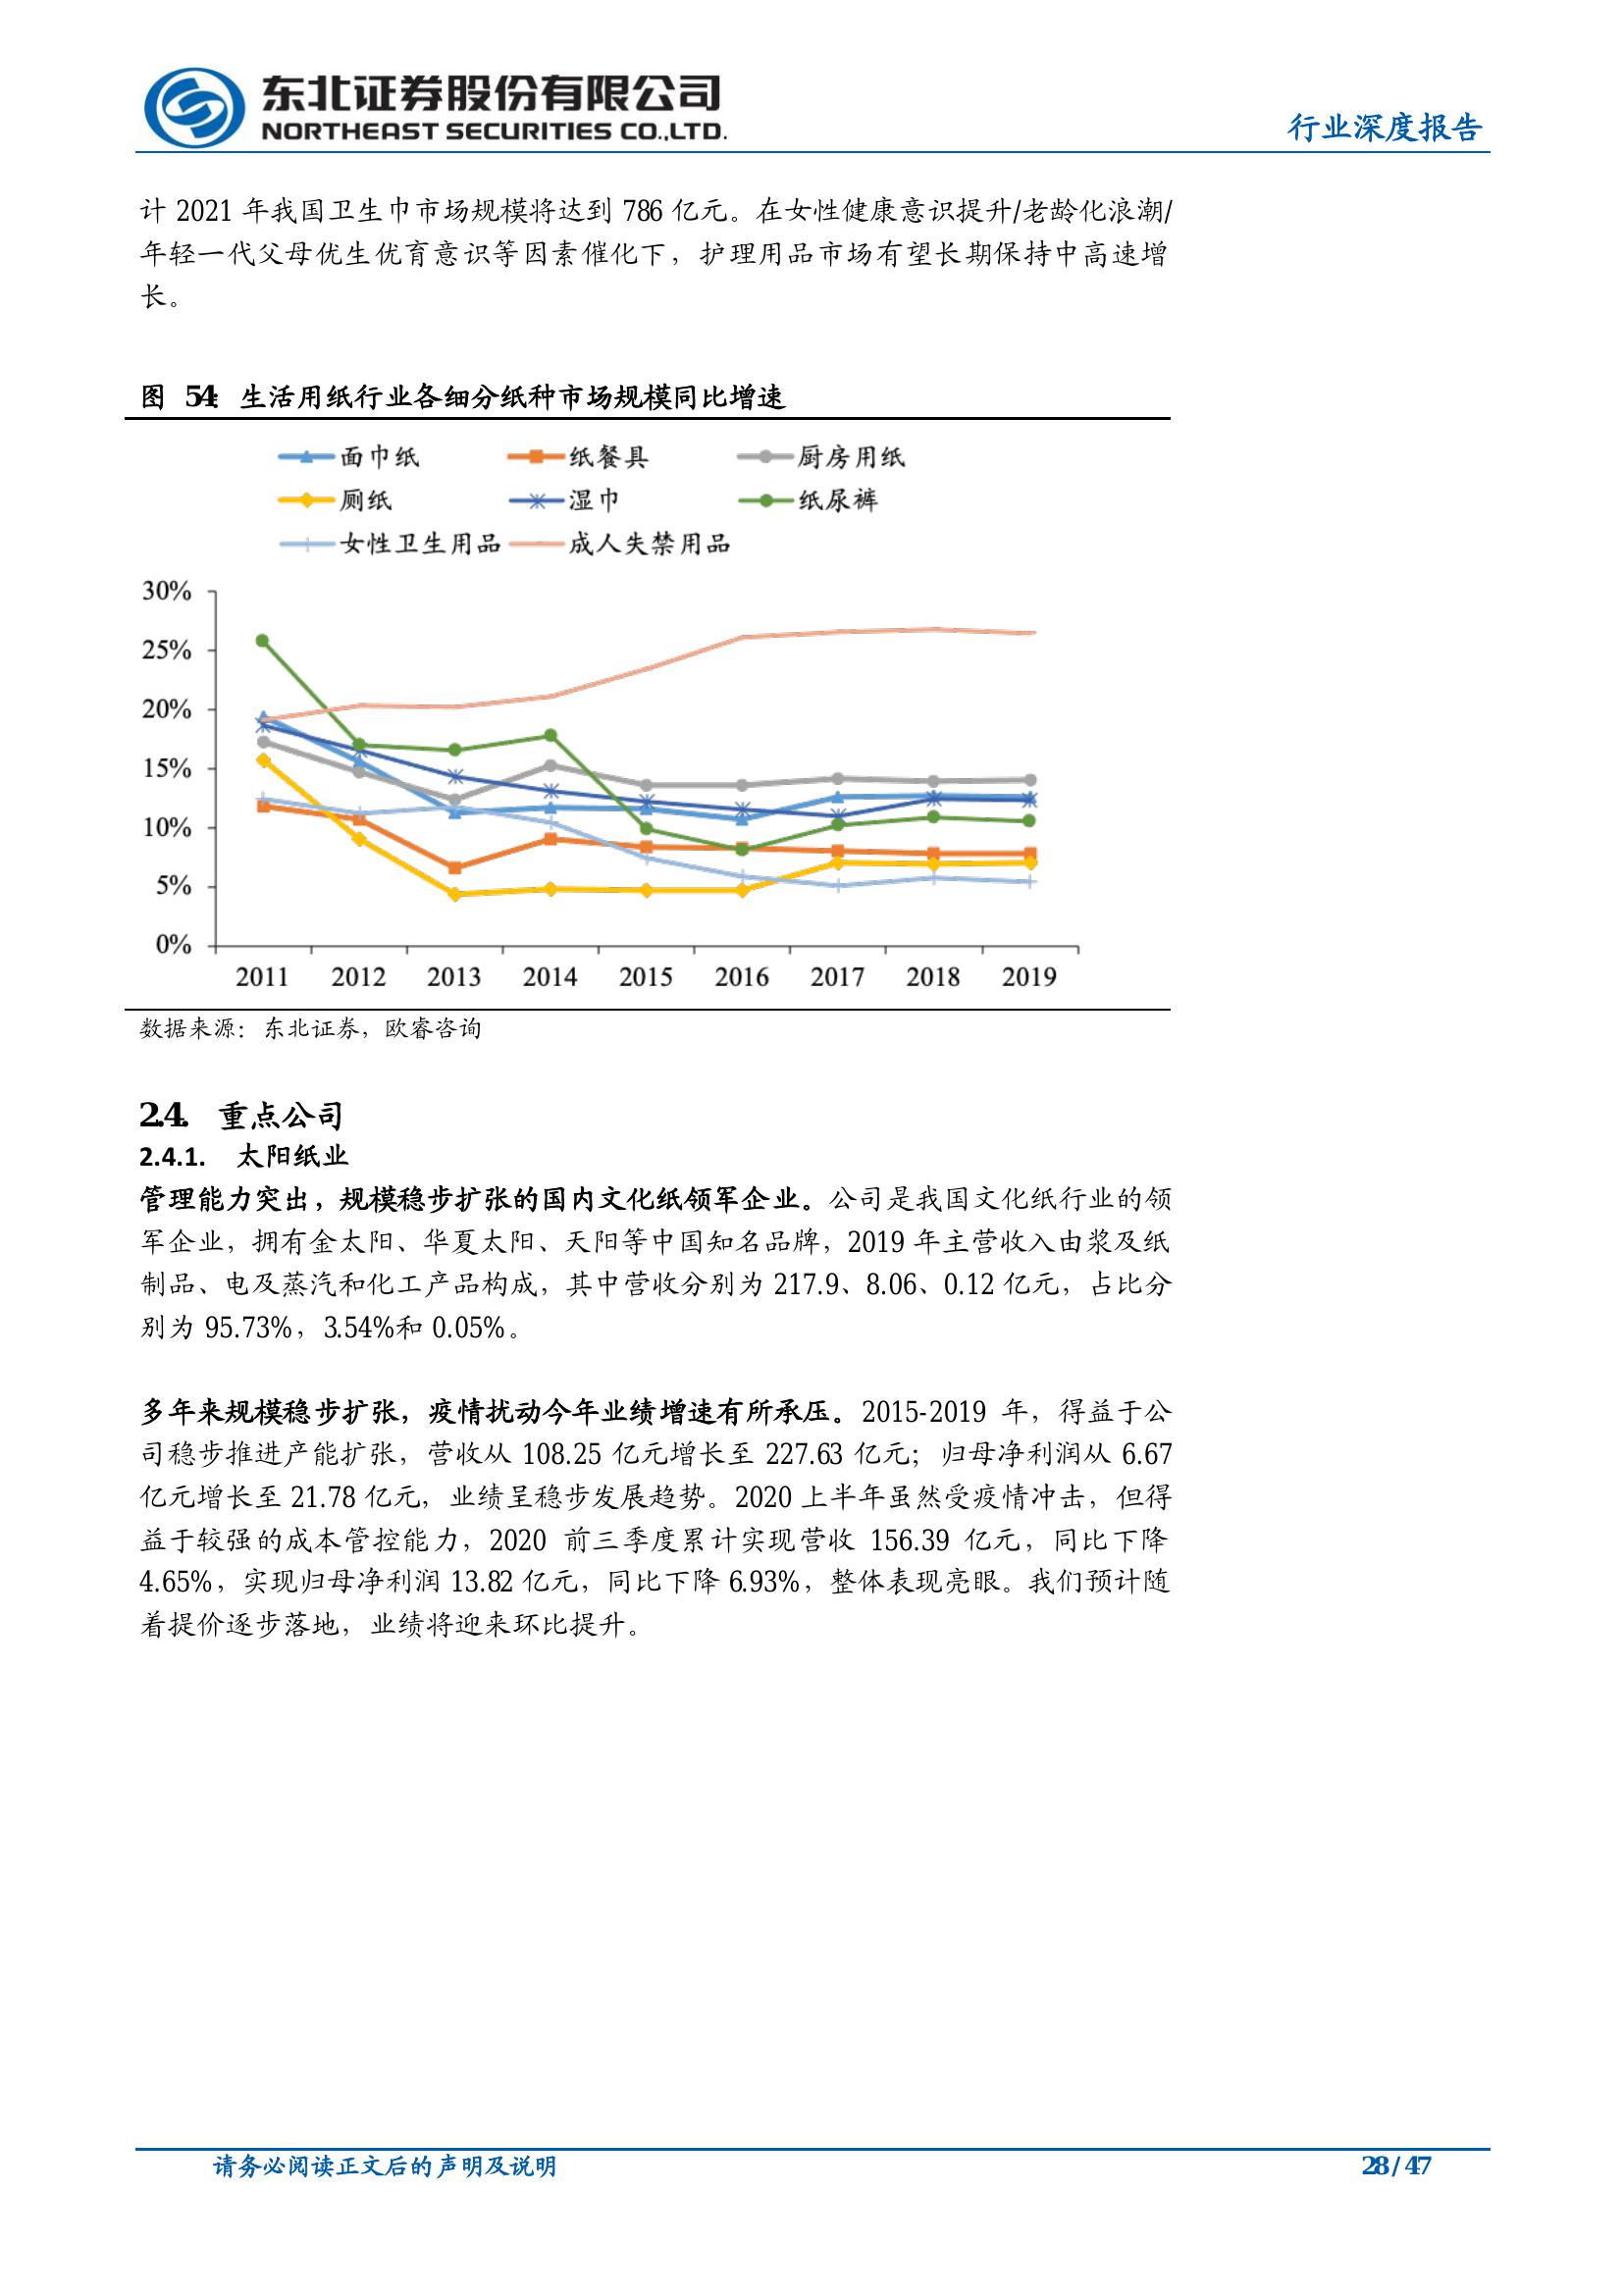 东北证券股份有限公司
NORTHEAST SECURITIES CO.,LTD.
行业深度报告
计 2021 年我国卫生巾市场规模将达到 786 亿元。在女性健康意识提升/老龄化浪潮/
年轻一代父母优生优育意识等因素催化下，护理用品市场有望长期保持中高速增
长。
图 54: 生活用纸行业各细分纸种市场规模同比增速
面巾纸 纸餐具 厨房用纸
厕纸 湿巾 纸尿裤
女性卫生用品 成人失禁用品
30%
25%
20%
15%
10%
5%
0%
2011 2012 2013 2014 2015 2016 2017 2018 2019
数据来源：东北证券，欧睿咨询
2.4. 重点公司
2.4.1. 太阳纸业
管理能力突出，规模稳步扩张的国内文化纸领军企业。公司是我国文化纸行业的领
军企业，拥有金太阳、华夏太阳、天阳等中国知名品牌，2019 年主营收入由浆及纸
制品、电及蒸汽和化工产品构成，其中营收分别为 217.9、8.06、0.12 亿元，占比分
别为 95.73%，3.54%和 0.05%。
多年来规模稳步扩张，疫情扰动今年业绩增速有所承压。2015-2019 年，得益于公
司稳步推进产能扩张，营收从 108.25 亿元增长至 227.63 亿元；归母净利润从 6.67
亿元增长至 21.78 亿元，业绩呈稳步发展趋势。2020 上半年虽然受疫情冲击，但得
益于较强的成本管控能力，2020 前三季度累计实现营收 156.39 亿元，同比下降
4.65%，实现归母净利润 13.82 亿元，同比下降 6.93%，整体表现亮眼。我们预计随
着提价逐步落地，业绩将迎来环比提升。
请务必阅读正文后的声明及说明
28 / 47